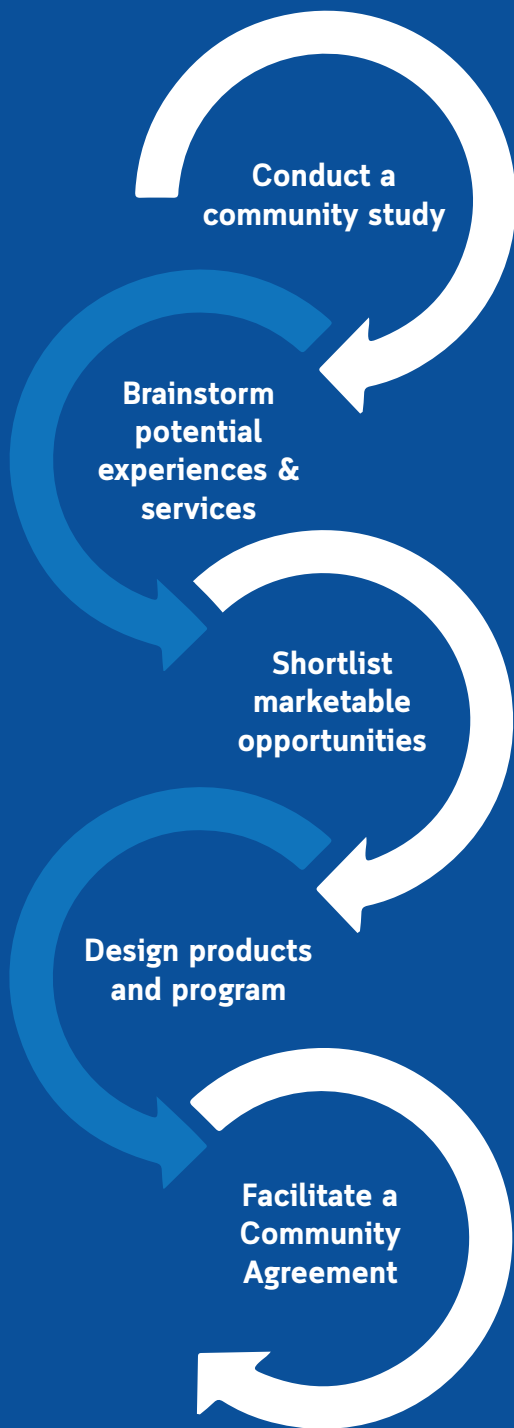 Conduct a
community study
Brainstorm
potential
experiences &
services
Shortlist
marketable
opportunities
Design products
and program
Facilitate a
Community
Agreement